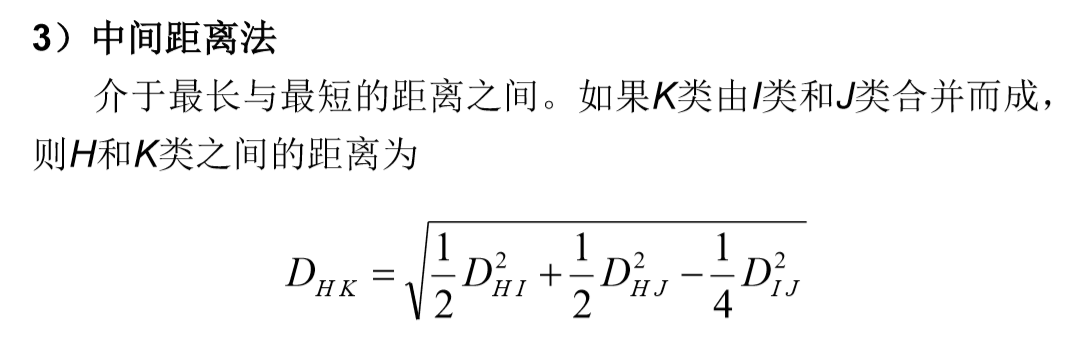 3）中间距离法
介于最长与最短的距离之间。如果K类由I类和J类合并而成，
则H和K类之间的距离为
$D_{HK} = \sqrt{\frac{1}{2}D_{HI}^{2} + \frac{1}{2}D_{HJ}^{2} - \frac{1}{4}D_{IJ}^{2}}$